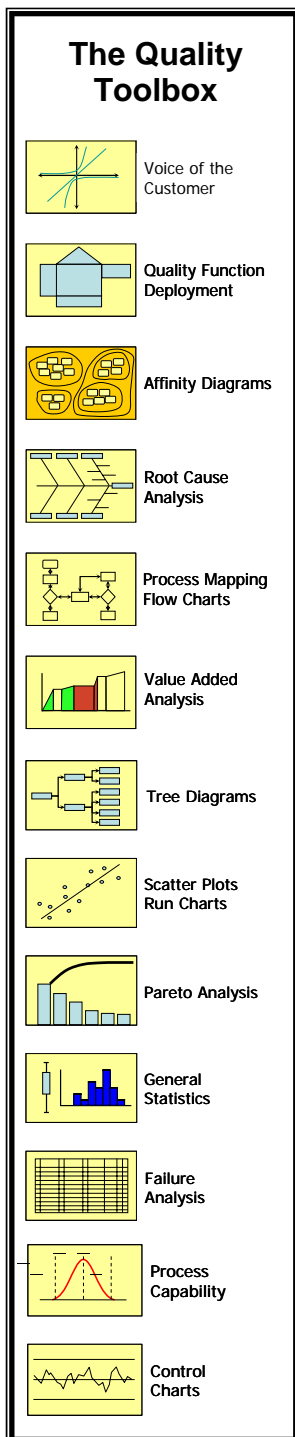 The Quality
Toolbox
Voice of the
Customer
Quality Function
Deployment
Affinity Diagrams
Root Cause
Analysis
Process Mapping
Flow Charts
Value Added
Analysis
Tree Diagrams
Scatter Plots
Run Charts
Pareto Analysis
General
Statistics
Failure
Analysis
Process
Capability
Control
Charts